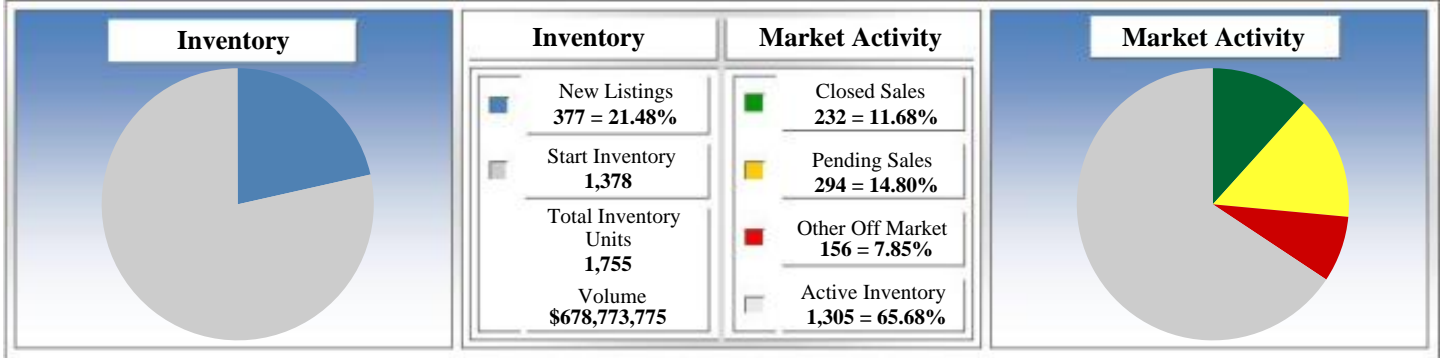 Inventory
Inventory
Market Activity
New Listings
377 = 21.48%
Start Inventory
1,378
Total Inventory
Units
1,755
Volume
$678,773,775
Closed Sales
232 = 11.68%
Pending Sales
294 = 14.80%
Other Off Market
156 = 7.85%
Active Inventory
1,305 = 65.68%
Market Activity